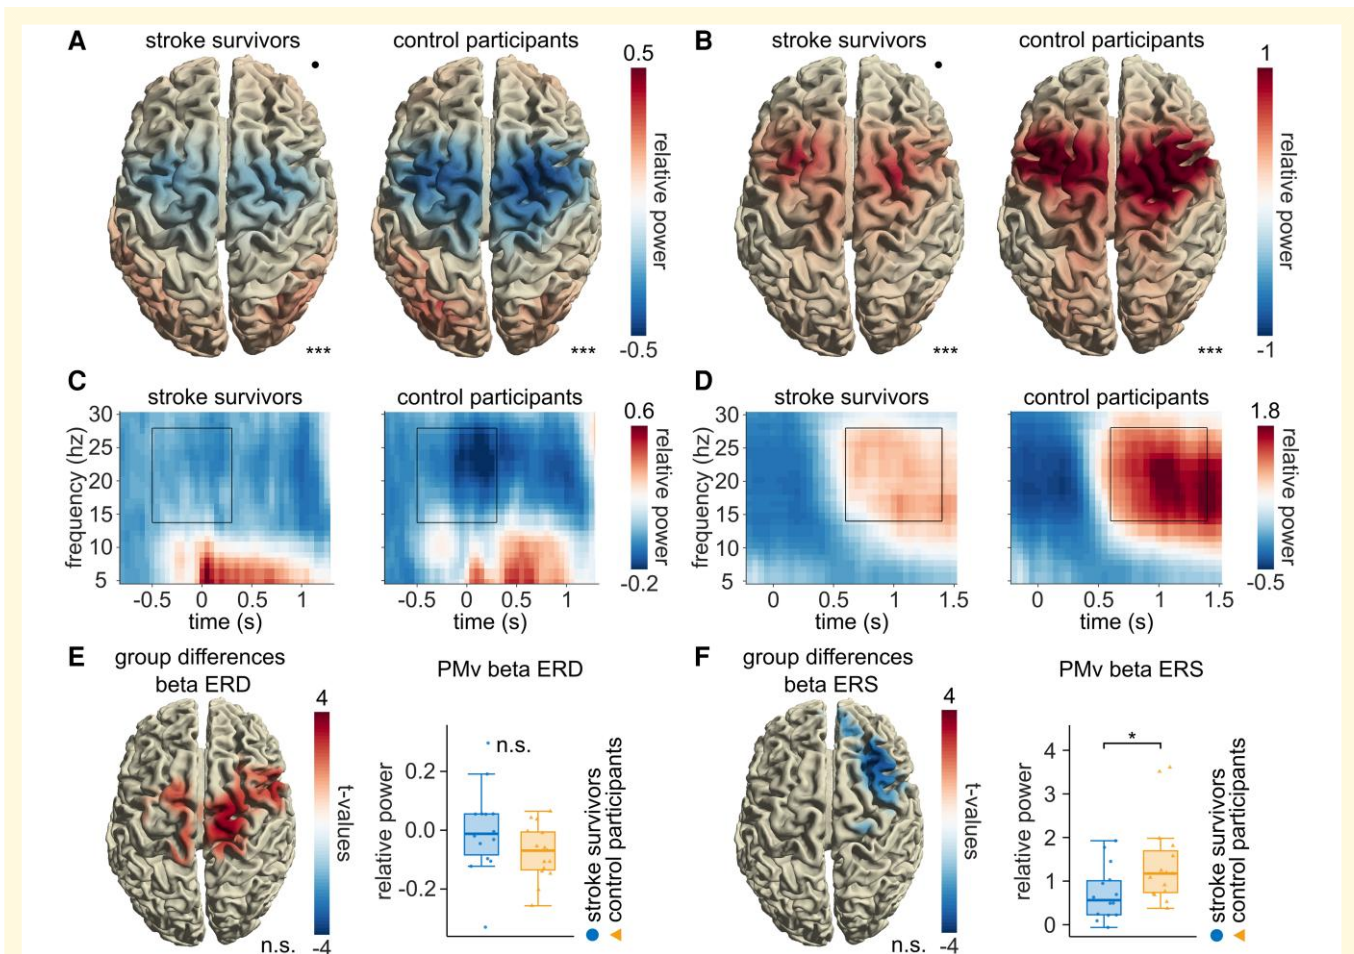 A
stroke survivors
control participants
0.5
relative power
-0.5
***
***
B
stroke survivors
control participants
1
relative power
-1
***
***
C
stroke survivors
control participants
30
25
20
15
10
5
frequency (hz)
-0.5 0 0.5 1
time (s)
-0.5 0 0.5 1
time (s)
0.6
relative power
-0.2
D
stroke survivors
control participants
30
25
20
15
10
5
frequency (hz)
0 0.5 1 1.5
time (s)
0 0.5 1 1.5
time (s)
1.8
relative power
-0.5
E
group differences
beta ERD
4
t-values
-4
n.s.
PMv beta ERD
n.s.
relative power
0.2
0.0
-0.2
stroke survivors
control participants
F
group differences
beta ERS
4
t-values
-4
n.s.
PMv beta ERS
*
relative power
4
3
2
1
0
stroke survivors
control participants